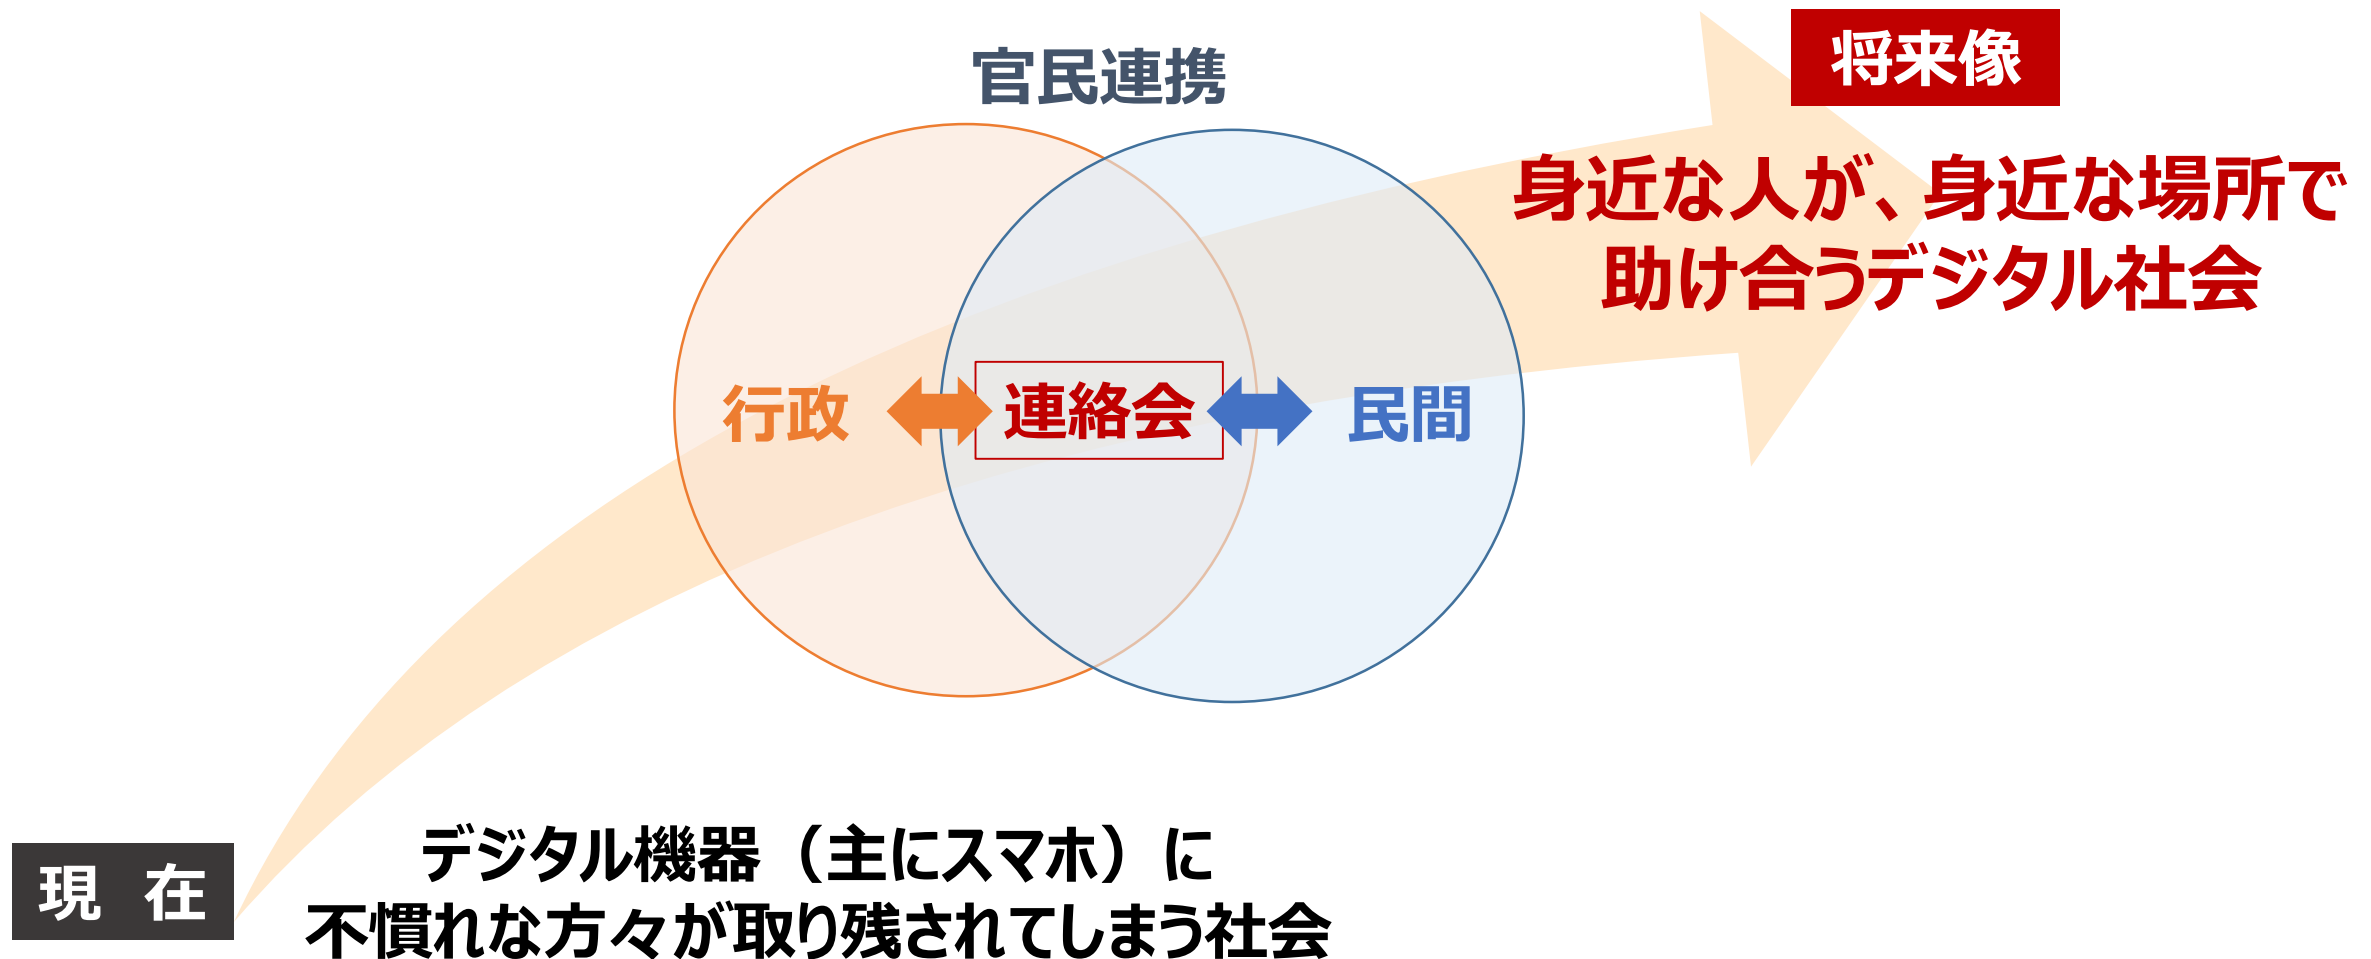 官民連携
将来像
身近な人が、身近な場所で
助け合うデジタル社会
行政
連絡会
民間
現 在
デジタル機器（主にスマホ）に
不慣れな方々が取り残されてしまう社会